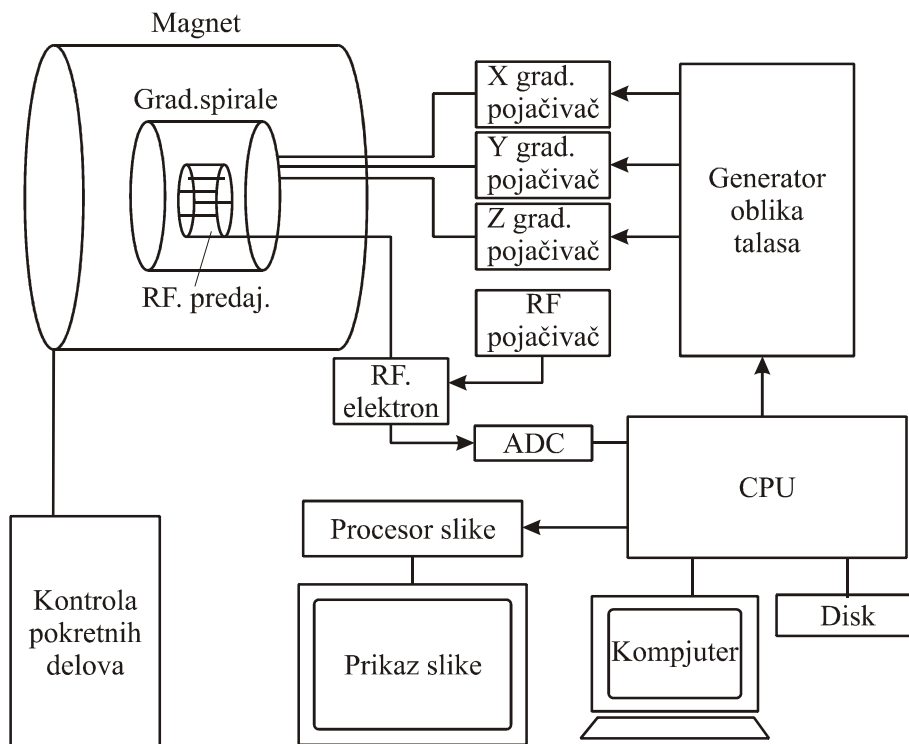 Magnet
Grad.spirale
RF. predaj.
X grad.
pojačivač
Y grad.
pojačivač
Z grad.
pojačivač
Generator
oblika
talasa
RF
pojačivač
RF.
elektron
ADC
CPU
Procesor slike
Prikaz slike
Kompjuter
Disk
Kontrola
pokretnih
delova